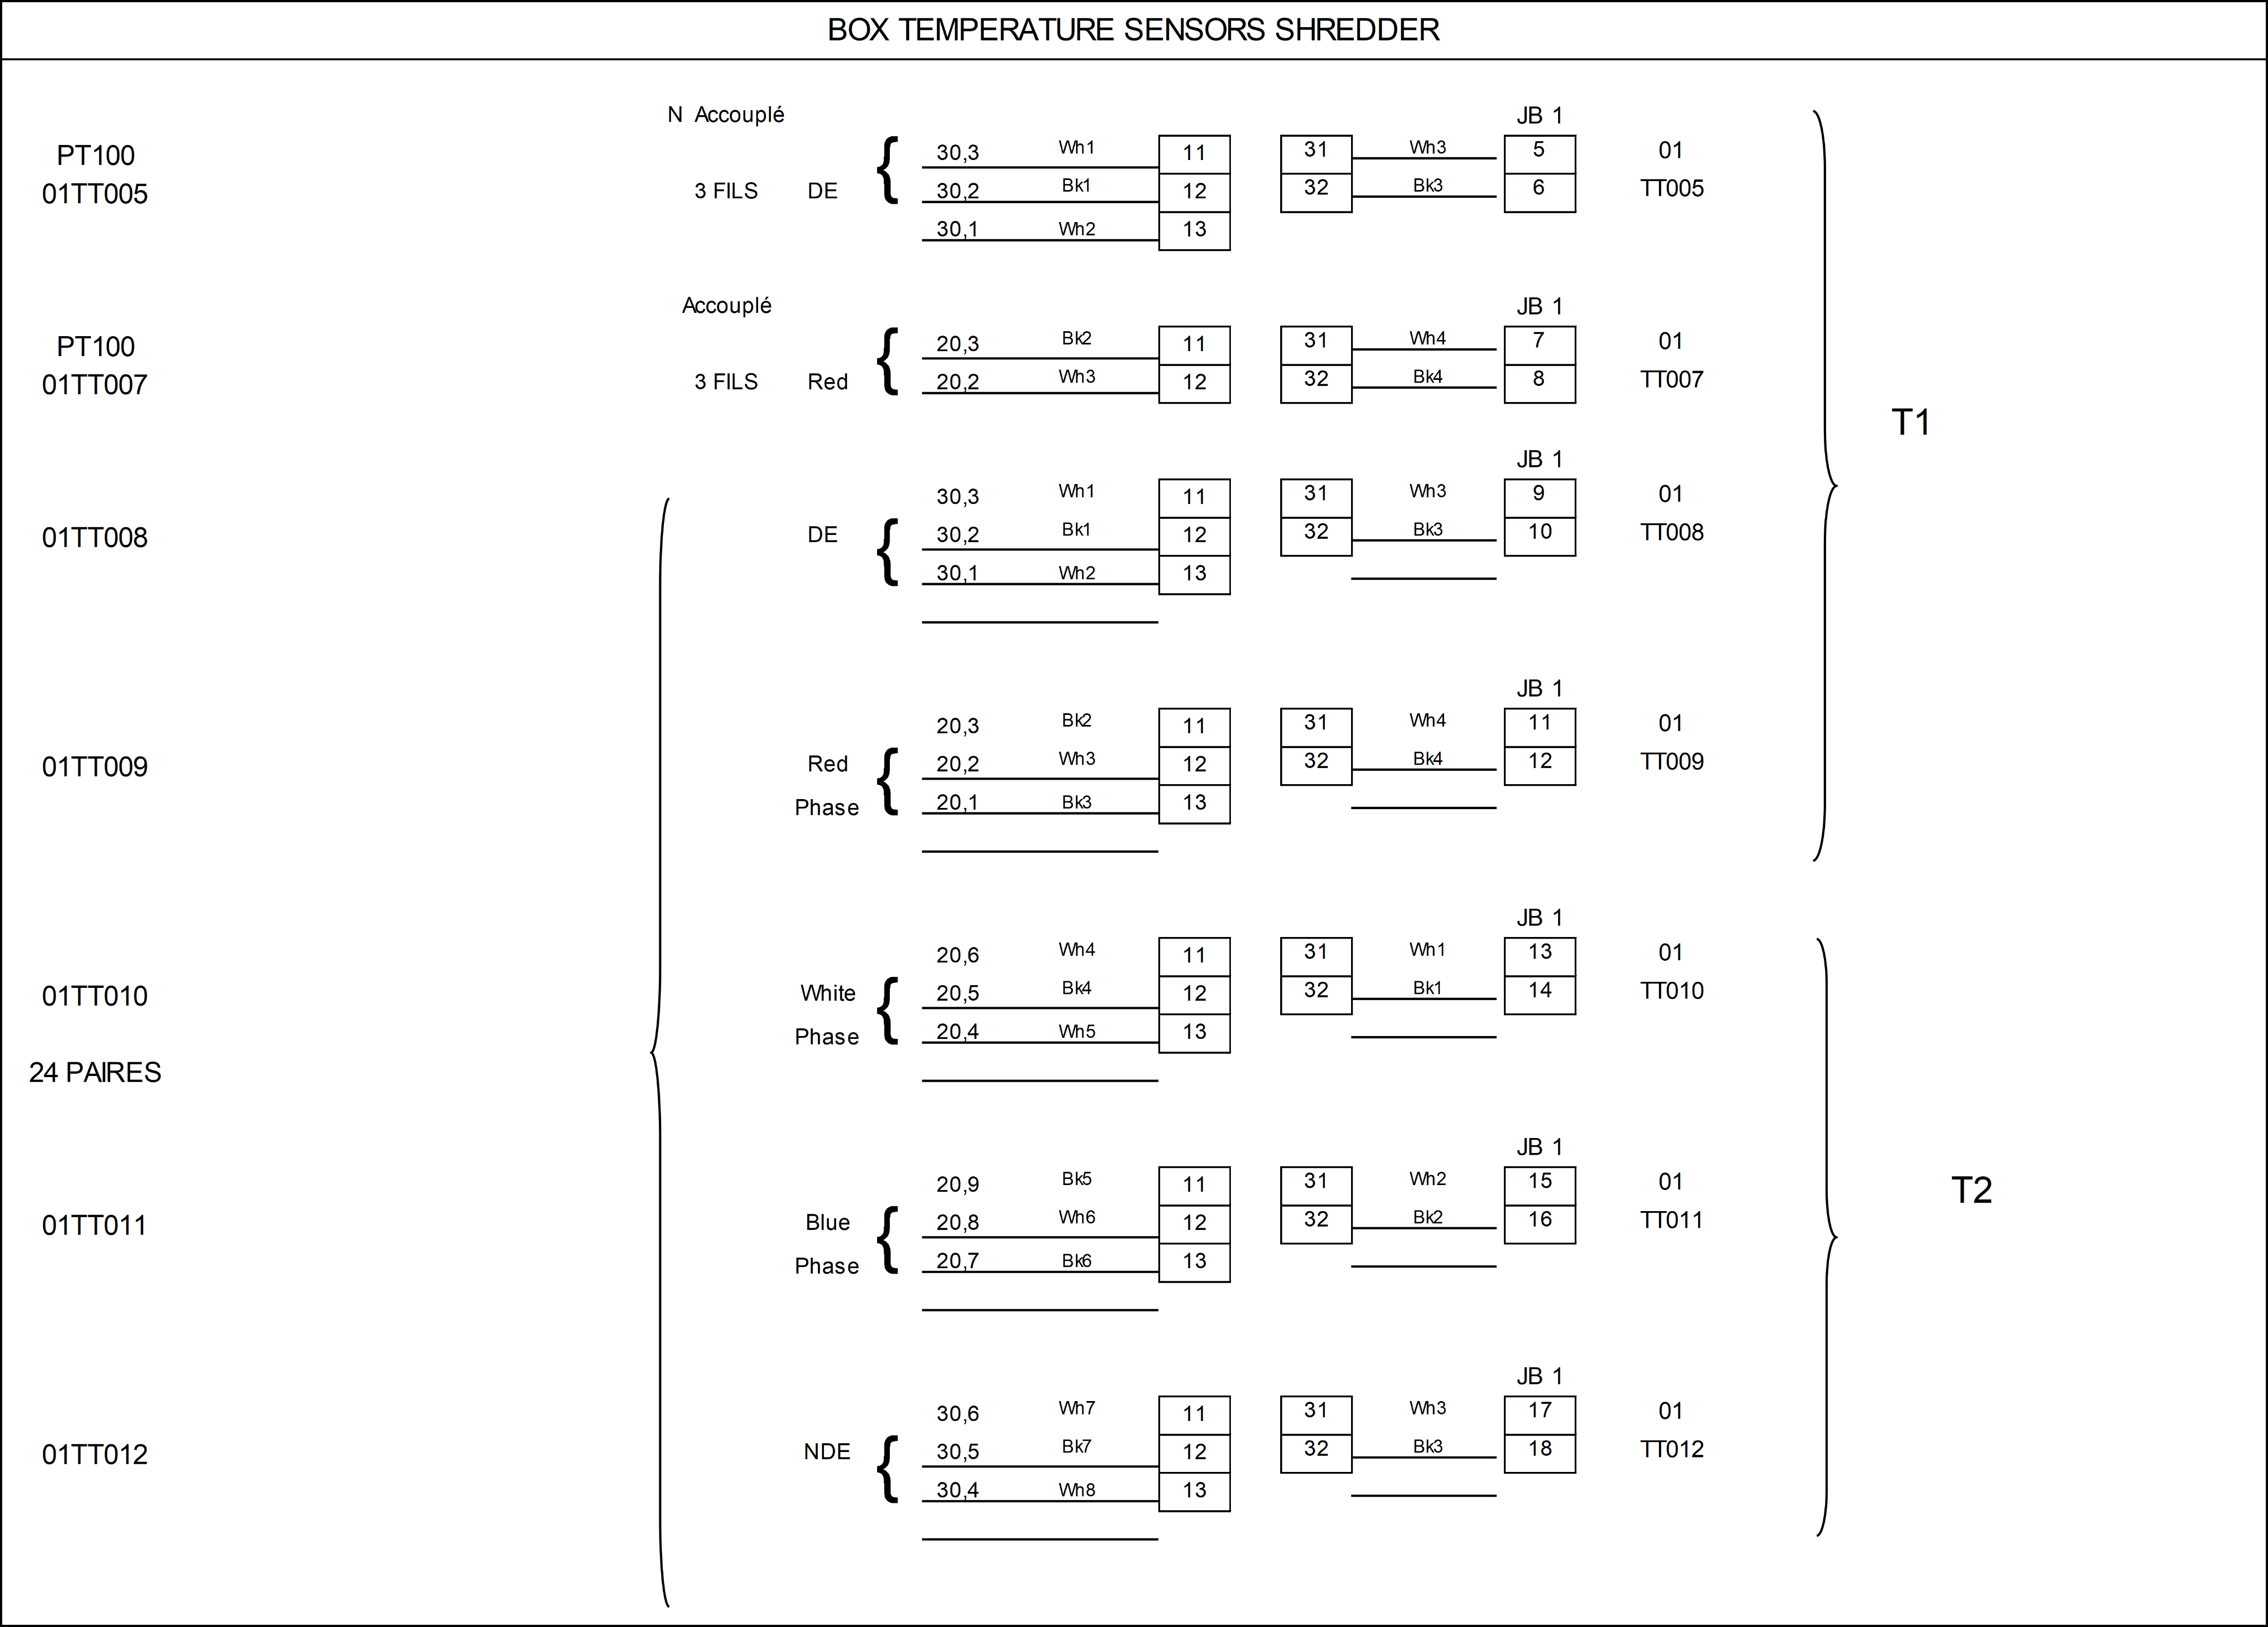 BOX TEMPERATURE SENSORS SHREDDER
N Accouplé JB 1
PT100 30,3 Wh1 11 31 Wh3 5 01
01TT005 3 FILS DE { 30,2 Bk1 12 32 Bk3 6 TT005
30,1 Wh2 13
Accouplé JB 1
PT100 20,3 Bk2 11 31 Wh4 7 01
01TT007 3 FILS Red { 20,2 Wh3 12 32 Bk4 8 TT007
T1
JB 1
30,3 Wh1 11 31 Wh3 9 01
01TT008 DE { 30,2 Bk1 12 32 Bk3 10 TT008
30,1 Wh2 13
JB 1
20,3 Bk2 11 31 Wh4 11 01
01TT009 Red { 20,2 Wh3 12 32 Bk4 12 TT009
Phase 20,1 Bk3 13
JB 1
20,6 Wh4 11 31 Wh1 13 01
01TT010 White { 20,5 Bk4 12 32 Bk1 14 TT010
Phase 20,4 Wh5 13
24 PAIRES
JB 1
20,9 Bk5 11 31 Wh2 15 01 T2
01TT011 Blue { 20,8 Wh6 12 32 Bk2 16 TT011
Phase 20,7 Bk6 13
JB 1
30,6 Wh7 11 31 Wh3 17 01
01TT012 NDE { 30,5 Bk7 12 32 Bk3 18 TT012
30,4 Wh8 13